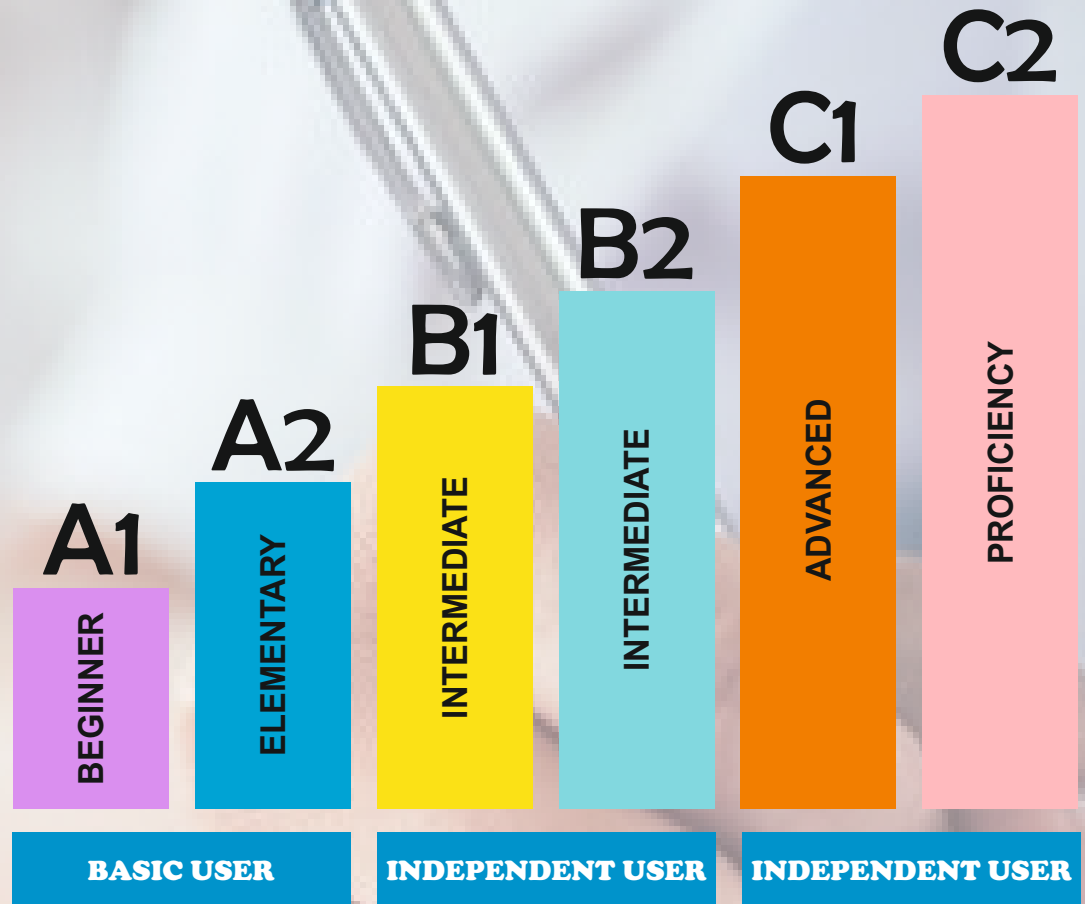 C2
C1
B2
B1
A2
A1
BEGINNER
ELEMENTARY
INTERMEDIATE
INTERMEDIATE
ADVANCED
PROFICIENCY
BASIC USER
INDEPENDENT USER
INDEPENDENT USER